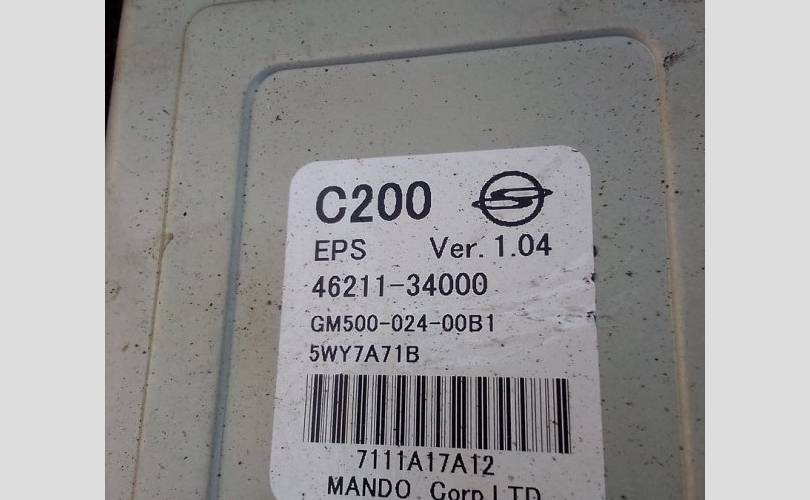 C200
EPS Ver. 1.04
46211-34000
GM500-024-00B1
5WY7A71B
7111A17A12
MANDO Corp.LTD